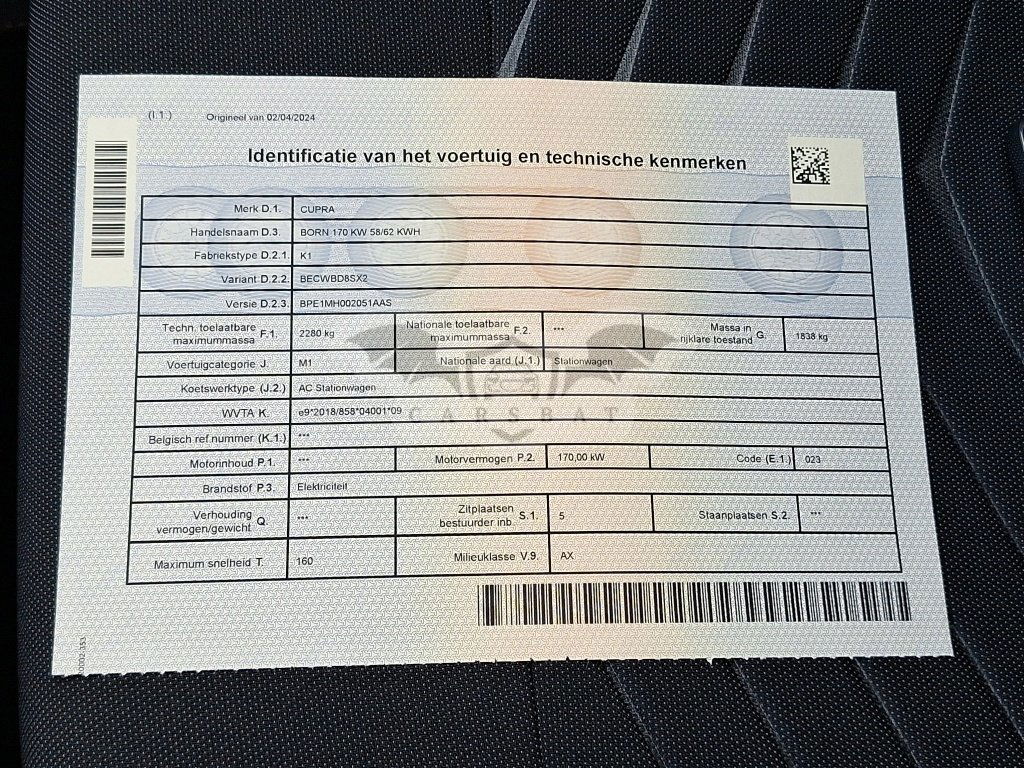 (I.1.) Origineel van 02/04/2024
Identificatie van het voertuig en technische kenmerken
Merk D.1. CUPRA
Handelsnaam D.3. BORN 170 KW 58/62 KWH
Fabriekstype D.2.1. K1
Variant D.2.2. BECWBD8SX2
Versie D.2.3. BPE1MH002051AAS
Techn. toelaatbare maximummassa F.1. 2280 kg Nationale toelaatbare maximummassa F.2. *** Massa in rijklare toestand G. 1838 kg
Voertuigcategorie J. M1 Nationale aard (J.1.) Stationwagen
Koetswerktype (J.2.) AC Stationwagen
WVTA K. e9*2018/858*04001*09
Belgisch ref.nummer (K.1.) ***
Motorinhoud P.1. *** Motorvermogen P.2. 170,00 kW Code (E.1.) 023
Brandstof P.3. Elektriciteit
Verhouding vermogen/gewicht Q. *** Zitplaatsen bestuurder inb. S.1. 5 Staanplaatsen S.2. ***
Maximum snelheid T. 160 Milieuklasse V.9. AX
CARSBAT